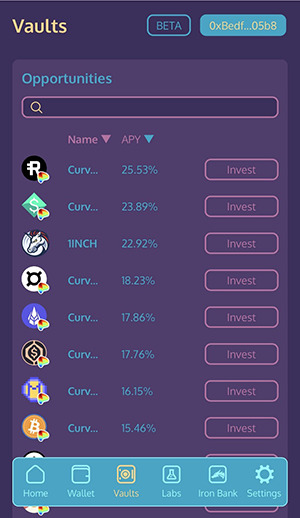 Vaults BETA 0xBedf...05b8
Opportunities
Name APY
Curv... 25.53% Invest
Curv... 23.89% Invest
1INCH 22.92% Invest
Curv... 18.23% Invest
Curv... 17.86% Invest
Curv... 17.76% Invest
Curv... 16.15% Invest
Curv... 15.46% Invest
Home Wallet Vaults Labs Iron Bank Settings